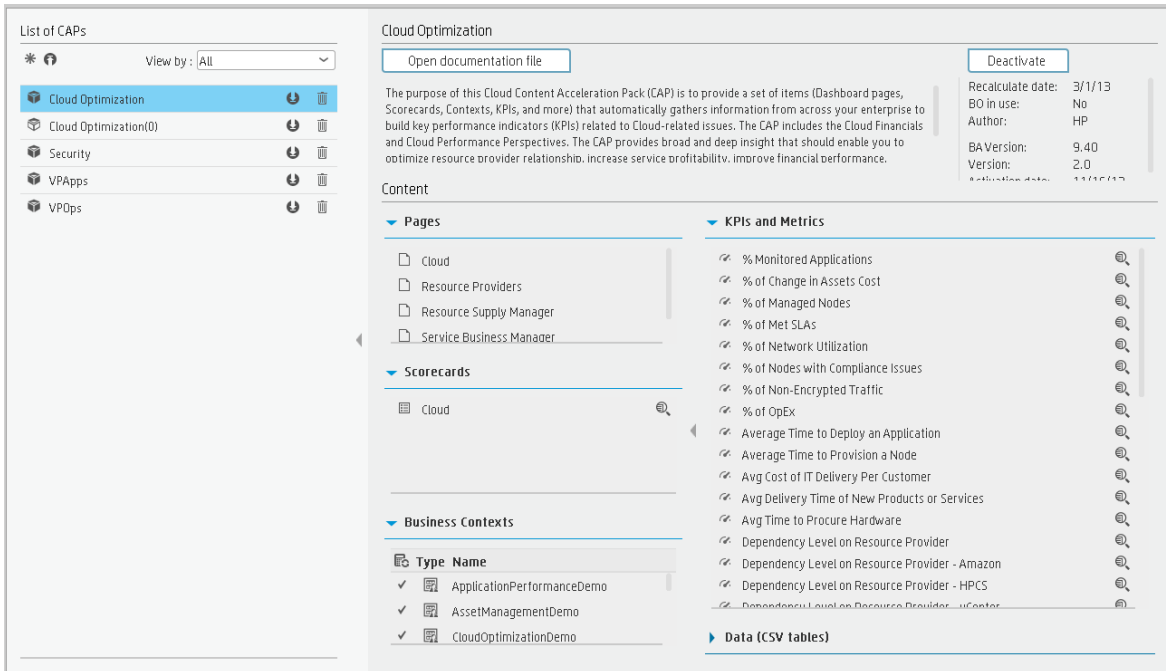 List of CAPs
View by : All
Cloud Optimization
Cloud Optimization(0)
Security
VPApps
VPOps
Cloud Optimization
Open documentation file
Deactivate
The purpose of this Cloud Content Acceleration Pack (CAP) is to provide a set of items (Dashboard pages,
Scorecards, Contexts, KPIs, and more) that automatically gathers information from across your enterprise to
build key performance indicators (KPIs) related to Cloud-related issues. The CAP includes the Cloud Financials
and Cloud Performance Perspectives. The CAP provides broad and deep insight that should enable you to
optimize resource provider relationship, increase service profitability, improve financial performance,
Recalculate date: 3/1/13
BO in use: No
Author: HP
BA Version: 9.40
Version: 2.0
Activation date: 11/16/13
Content
Pages
Cloud
Resource Providers
Resource Supply Manager
Service Business Manager
Scorecards
Cloud
Business Contexts
Type Name
ApplicationPerformanceDemo
AssetManagementDemo
CloudOptimizationDemo
KPIs and Metrics
% Monitored Applications
% of Change in Assets Cost
% of Managed Nodes
% of Met SLAs
% of Network Utilization
% of Nodes with Compliance Issues
% of Non-Encrypted Traffic
% of OpEx
Average Time to Deploy an Application
Average Time to Provision a Node
Avg Cost of IT Delivery Per Customer
Avg Delivery Time of New Products or Services
Avg Time to Procure Hardware
Dependency Level on Resource Provider
Dependency Level on Resource Provider - Amazon
Dependency Level on Resource Provider - HPCS
Dependency Level on Resource Provider - vCenter
Data (CSV tables)